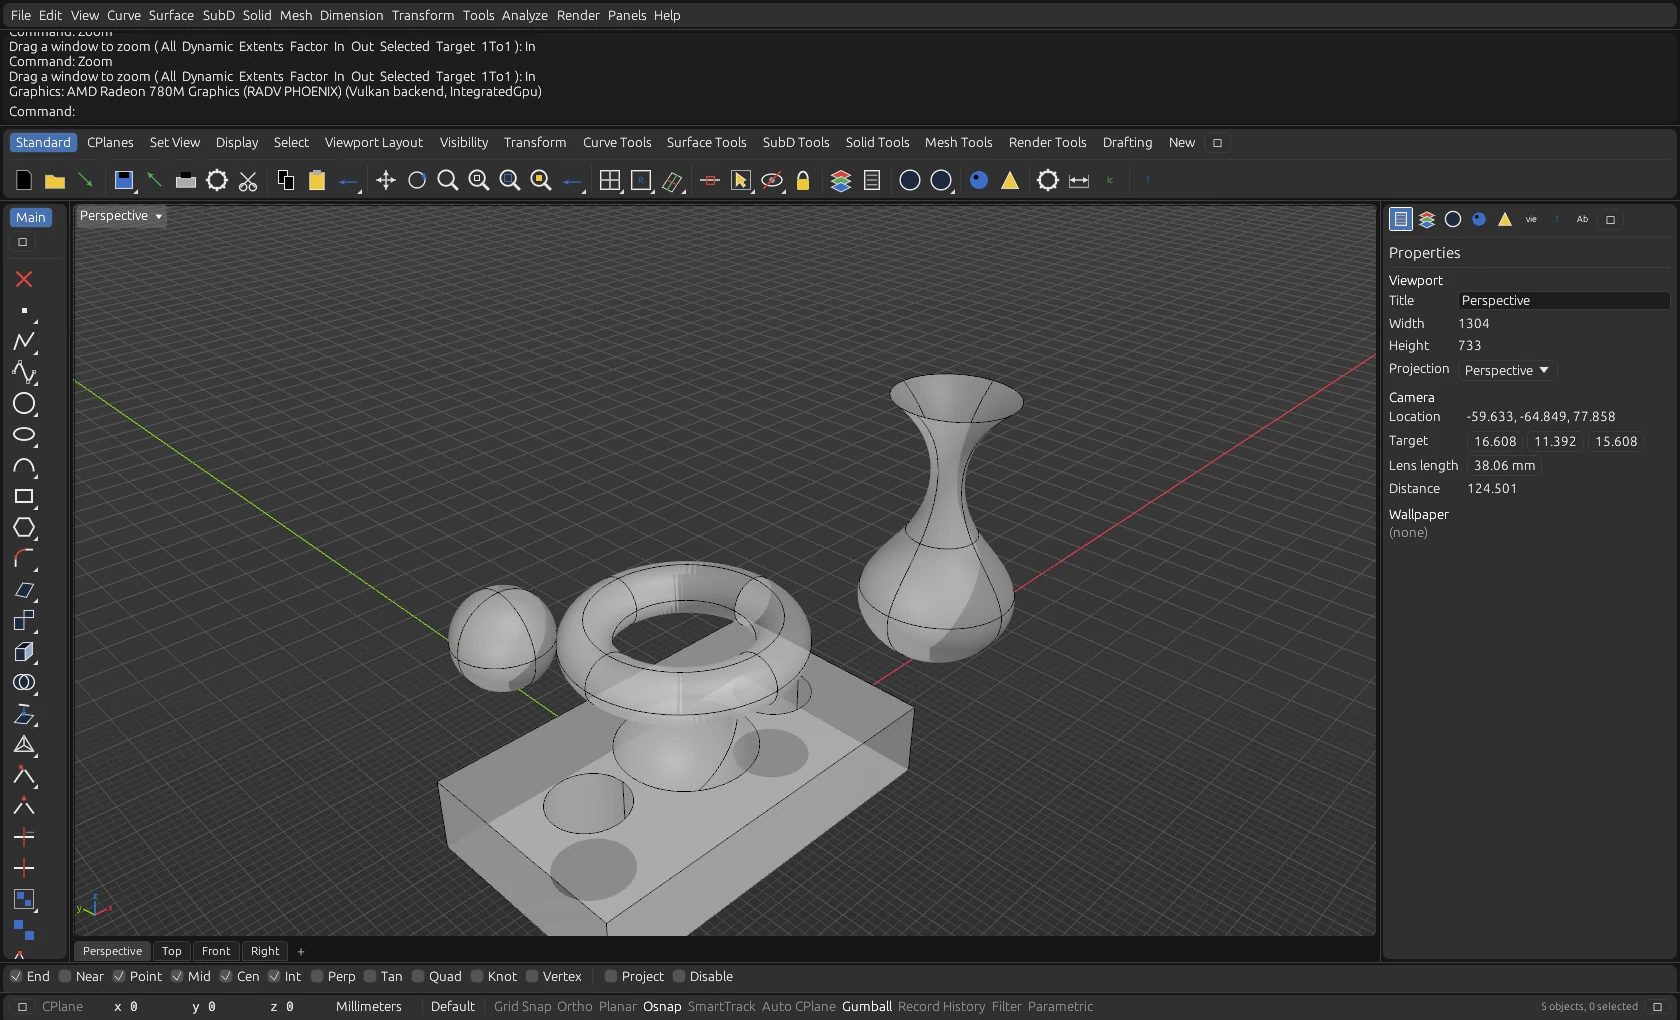 File Edit View Curve Surface SubD Solid Mesh Dimension Transform Tools Analyze Render Panels Help
Command: Zoom
Drag a window to zoom ( All Dynamic Extents Factor In Out Selected Target 1To1 ): In
Command: Zoom
Drag a window to zoom ( All Dynamic Extents Factor In Out Selected Target 1To1 ): In
Graphics: AMD Radeon 780M Graphics (RADV PHOENIX) (Vulkan backend, IntegratedGpu)
Command:
Standard CPlanes Set View Display Select Viewport Layout Visibility Transform Curve Tools Surface Tools SubD Tools Solid Tools Mesh Tools Render Tools Drafting New
Main
Perspective
vie ? Ab
Properties
Viewport
Title Perspective
Width 1304
Height 733
Projection Perspective
Camera
Location -59.633, -64.849, 77.858
Target 16.608 11.392 15.608
Lens length 38.06 mm
Distance 124.501
Wallpaper
(none)
z
y x
Perspective Top Front Right +
End Near Point Mid Cen Int Perp Tan Quad Knot Vertex Project Disable
CPlane x 0 y 0 z 0 Millimeters Default Grid Snap Ortho Planar Osnap SmartTrack Auto CPlane Gumball Record History Filter Parametric 5 objects, 0 selected